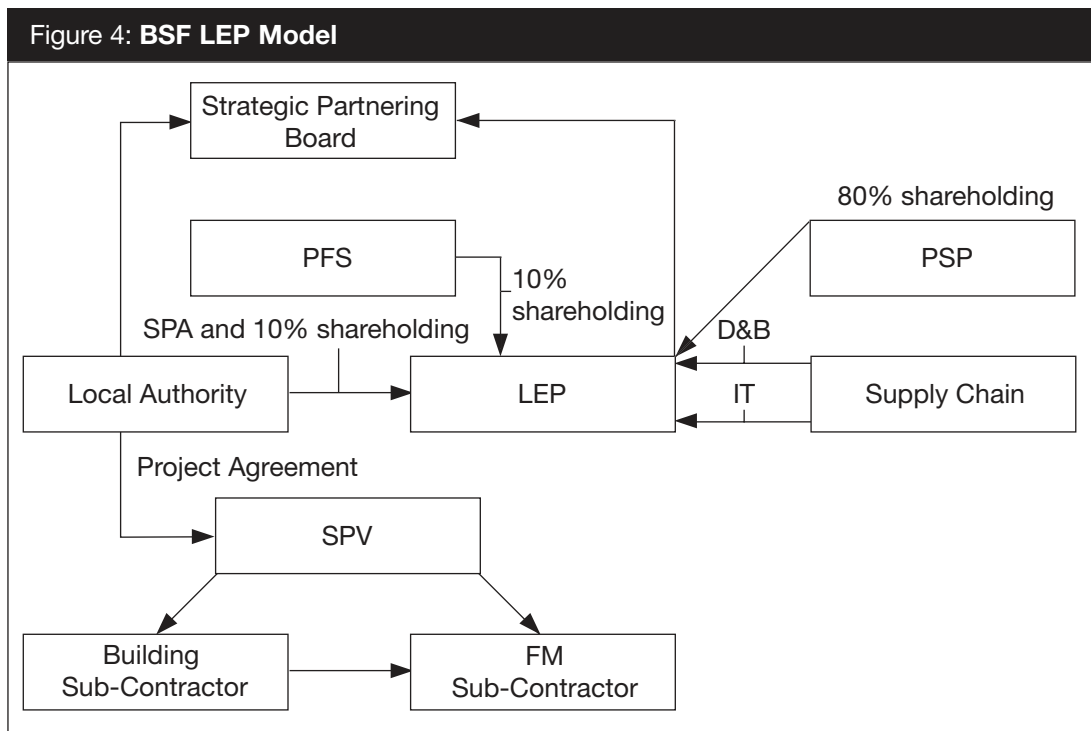 Figure 4: BSF LEP Model
Strategic Partnering
Board
80% shareholding
PFS
PSP
10%
shareholding
SPA and 10% shareholding
D&B
Local Authority
LEP
IT
Supply Chain
Project Agreement
SPV
Building
Sub-Contractor
FM
Sub-Contractor